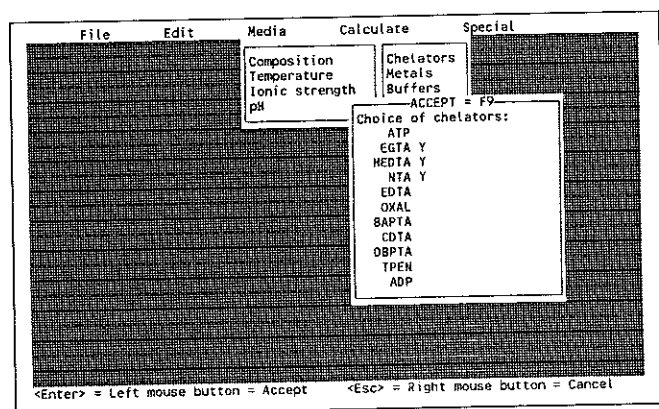 File Edit Media Calculate Special
Composition
Temperature
Ionic strength
pH
Chelators
Metals
Buffers
ACCEPT = F9
Choice of chelators:
ATP
EGTA Y
HEDTA Y
NTA Y
EDTA
OXAL
BAPTA
CDTA
DBPTA
TPEN
ADP
<Enter> = Left mouse button = Accept <Esc> = Right mouse button = Cancel